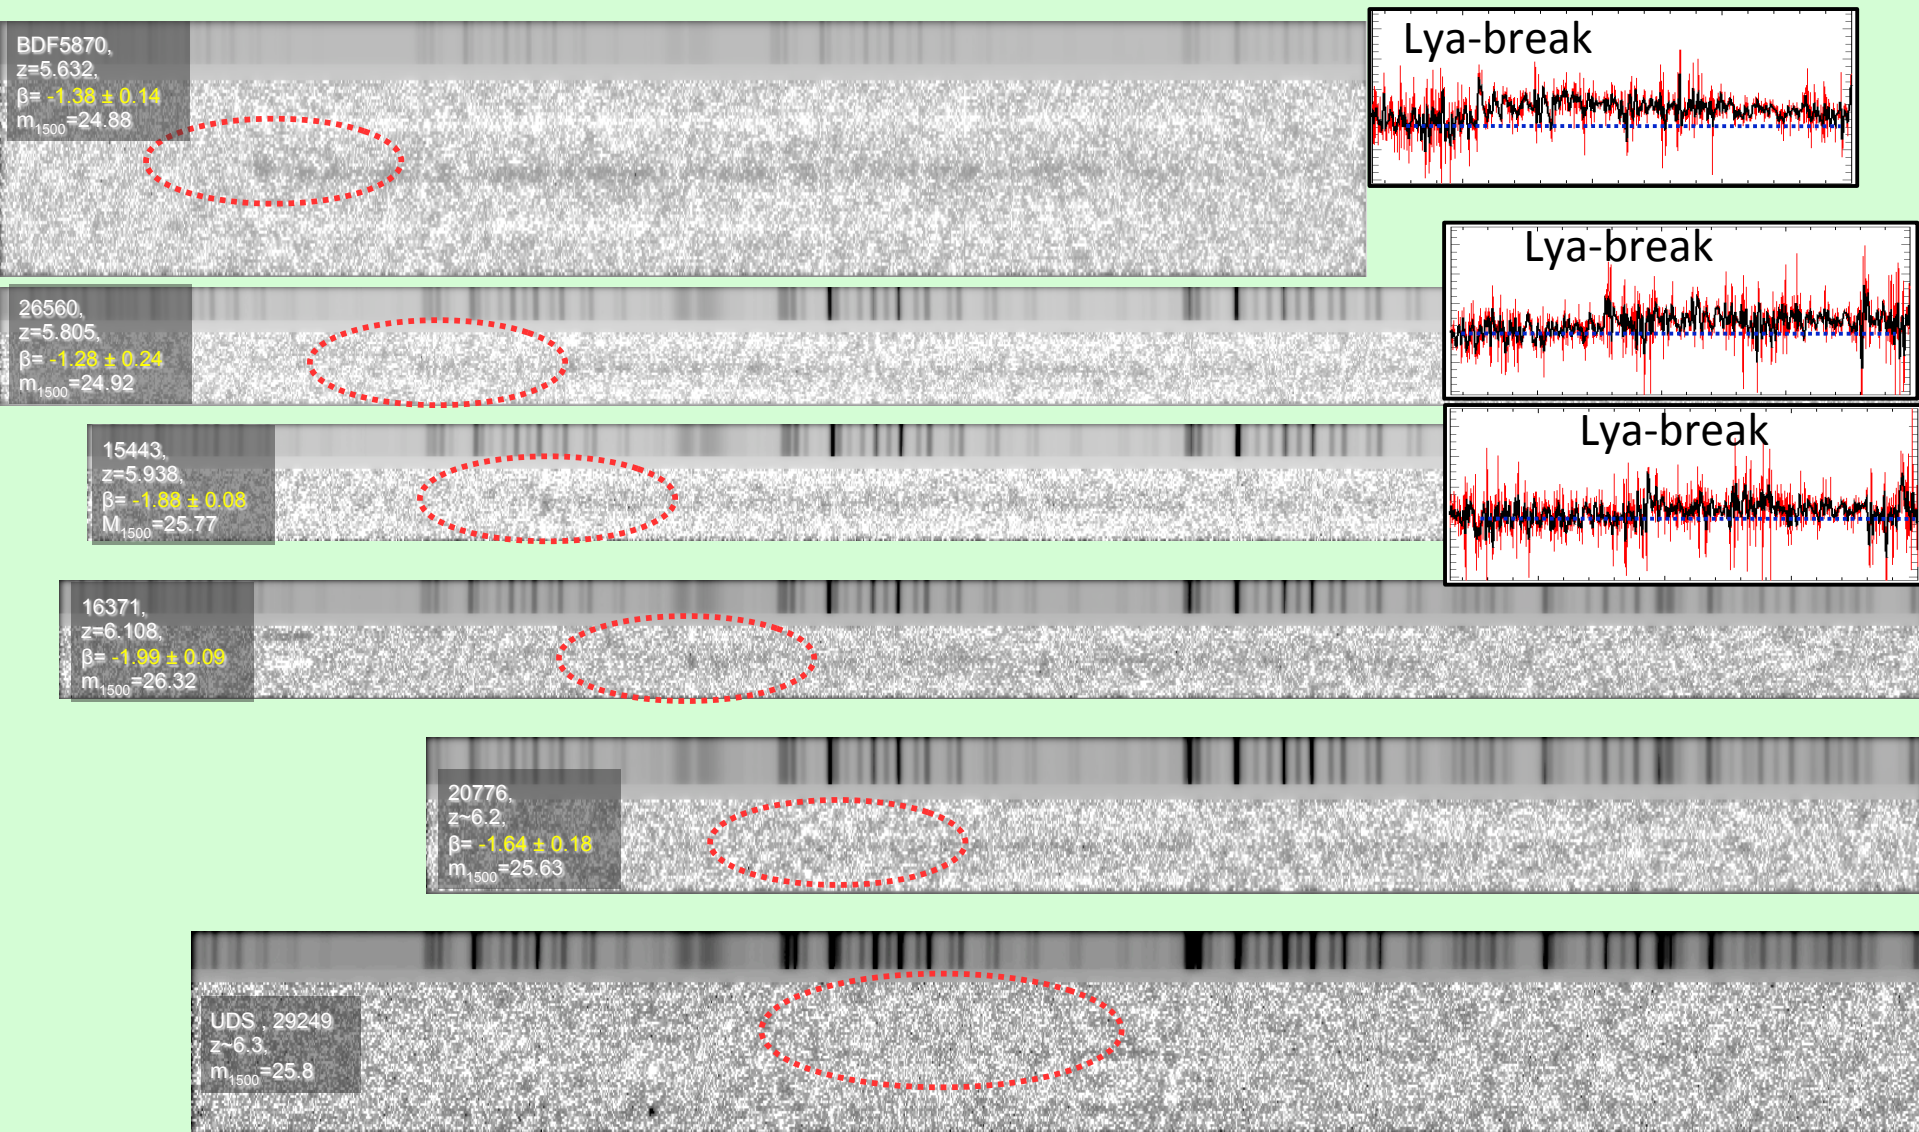 BDF5870,
z=5.632,
β= -1.38 ± 0.14
m1500=24.88
Lya-break
26560,
z=5.805,
β= -1.28 ± 0.24
m1500=24.92
Lya-break
15443,
z=5.938,
β= -1.88 ± 0.08
M1500=25.77
Lya-break
16371,
z=6.108,
β= -1.99 ± 0.09
m1500=26.32
20776,
z~6.2,
β= -1.64 ± 0.18
m1500=25.63
UDS , 29249
z~6.3,
m1500=25.8